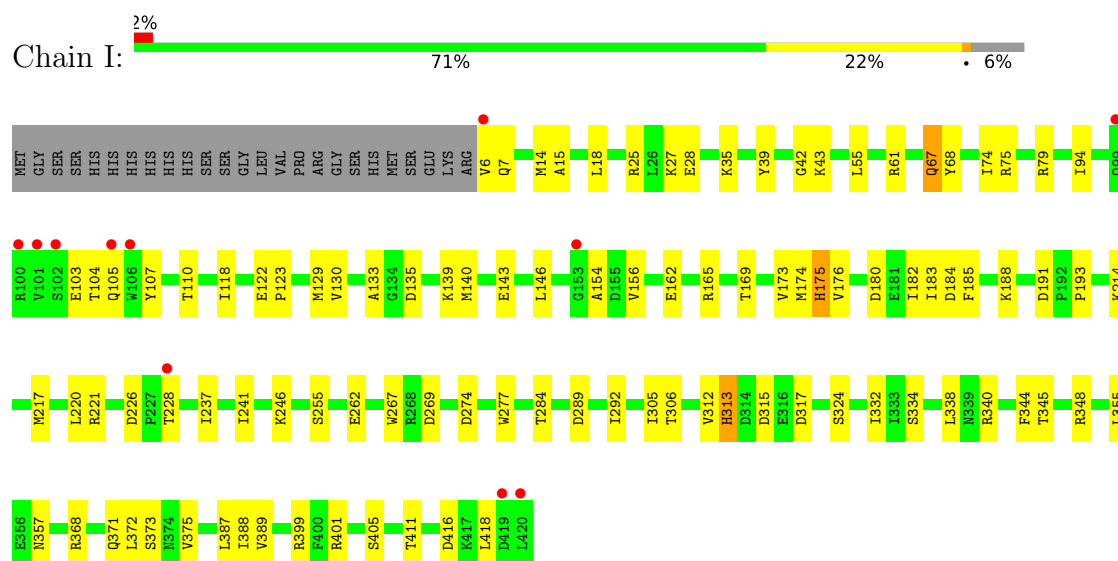 2%
Chain I:
71% 22% • 6%
MET GLY SER SER HIS HIS HIS HIS HIS HIS SER SER GLY LEU VAL PRO ARG GLY SER HIS MET SER GLU LYS ARG V6 Q7 M14 A15 L18 R25 L26 K27 E28 K35 Y39 G42 K43 L55 R61 Q67 Y68 I74 R75 R79 I94
R100 V101 S102 E103 T104 Q105 W106 Y107 T110 I118 E122 P123 M129 V130 A133 G134 D135 K139 M140 E143 L146 G153 A154 D155 V156 E162 R165 T169 V173 M174 H175 V176 D180 E181 I182 I183 D184 F185 K188 D191 P192 P193 K214
M217 L220 R221 D226 P227 T228 I237 I241 K246 S255 E262 W267 R268 D269 D274 W277 T284 D289 I292 I305 T306 V312 H313 D314 D315 E316 D317 S324 I332 I333 S334 L338 N339 R340 F344 T345 R348 L355
E356 N357 R368 Q371 L372 S373 N374 V375 L387 I388 V389 R399 F400 R401 S405 T411 D416 K417 L418 D419 L420